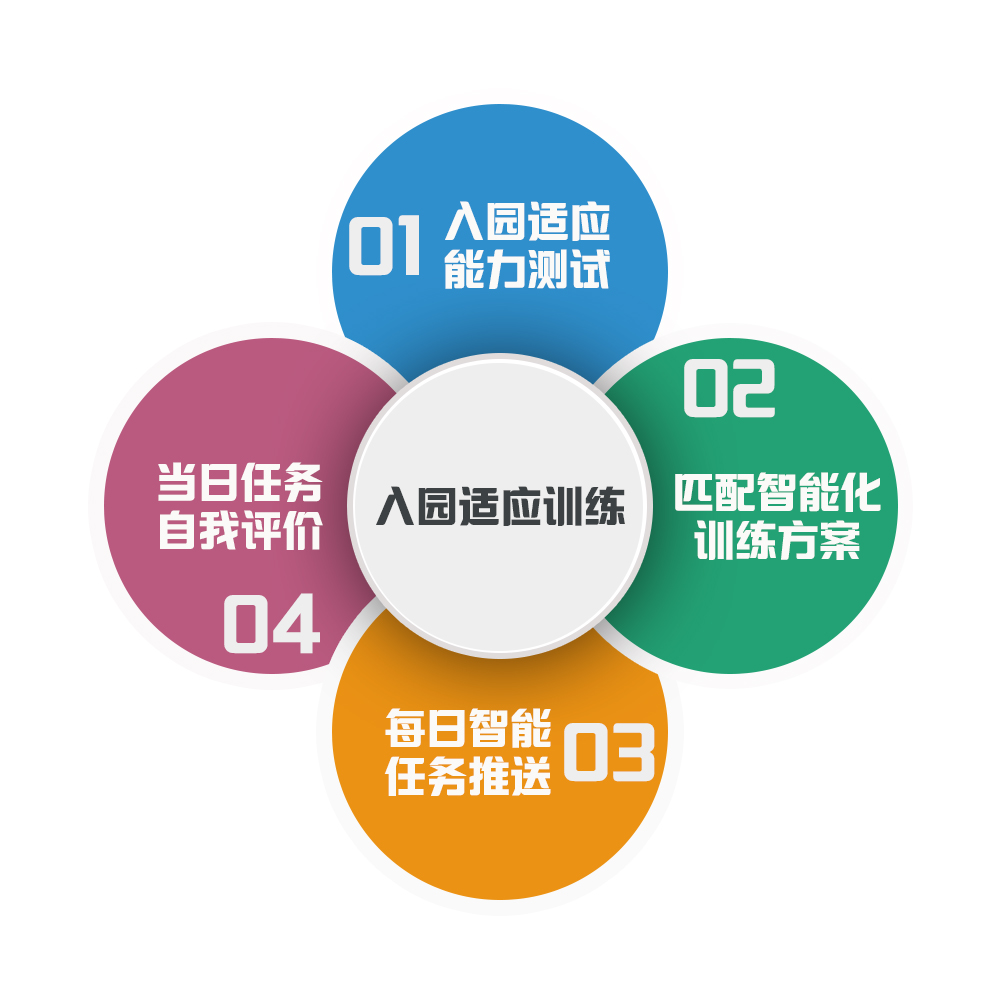 01
入园适应
能力测试
02
匹配智能化
训练方案
入园适应训练
当日任务
自我评价
04
每日智能
任务推送
03